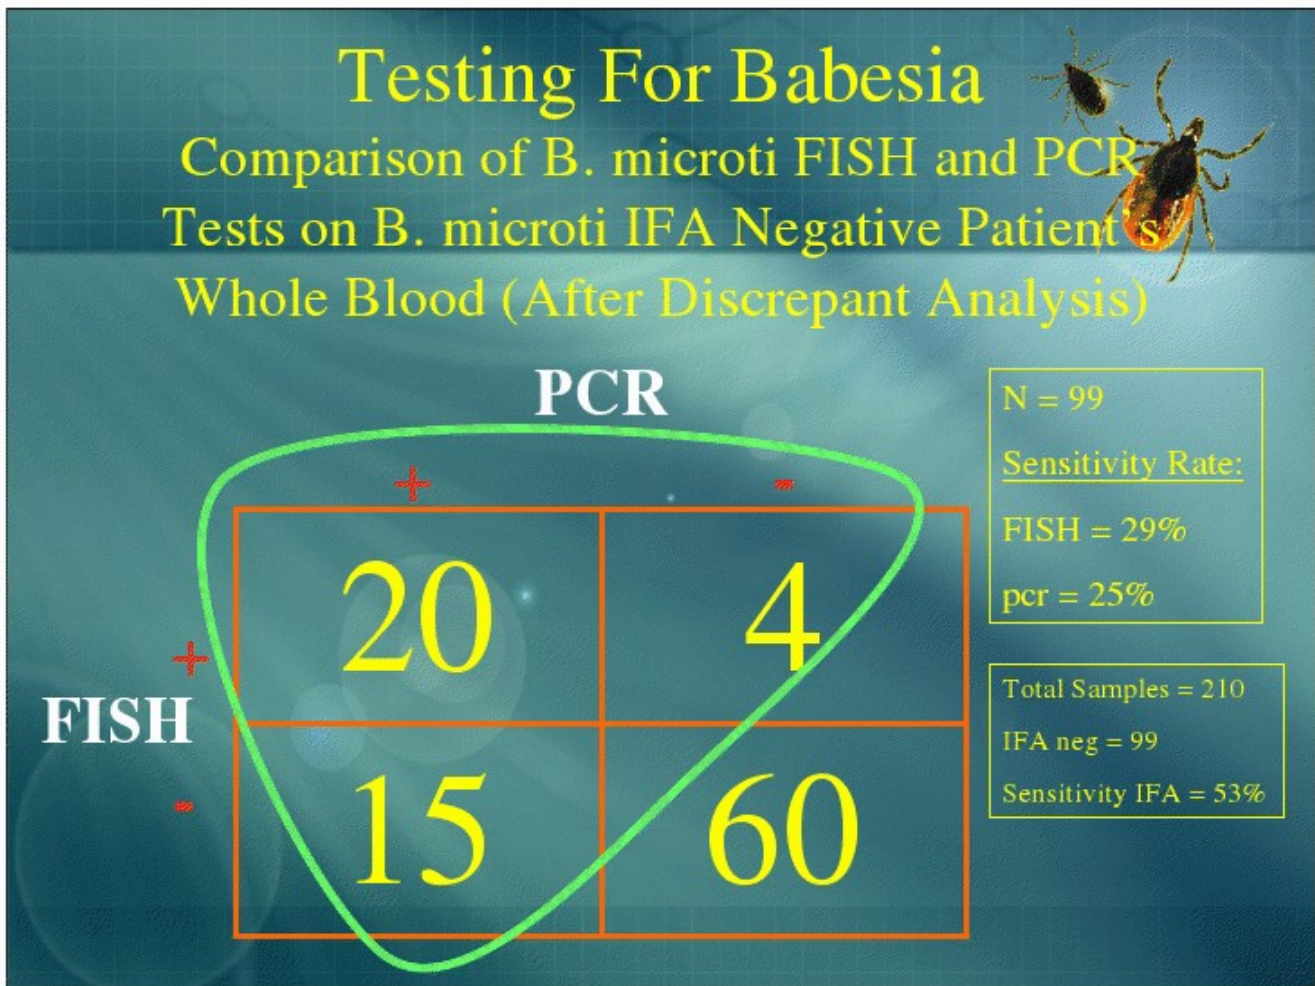 Testing For Babesia
Comparison of B. microti FISH and PCR
Tests on B. microti IFA Negative Patient s
Whole Blood (After Discrepant Analysis)
PCR
+ -
20 4
+
FISH
-
15 60
N = 99
Sensitivity Rate:
FISH = 29%
pcr = 25%
Total Samples = 210
IFA neg = 99
Sensitivity IFA = 53%